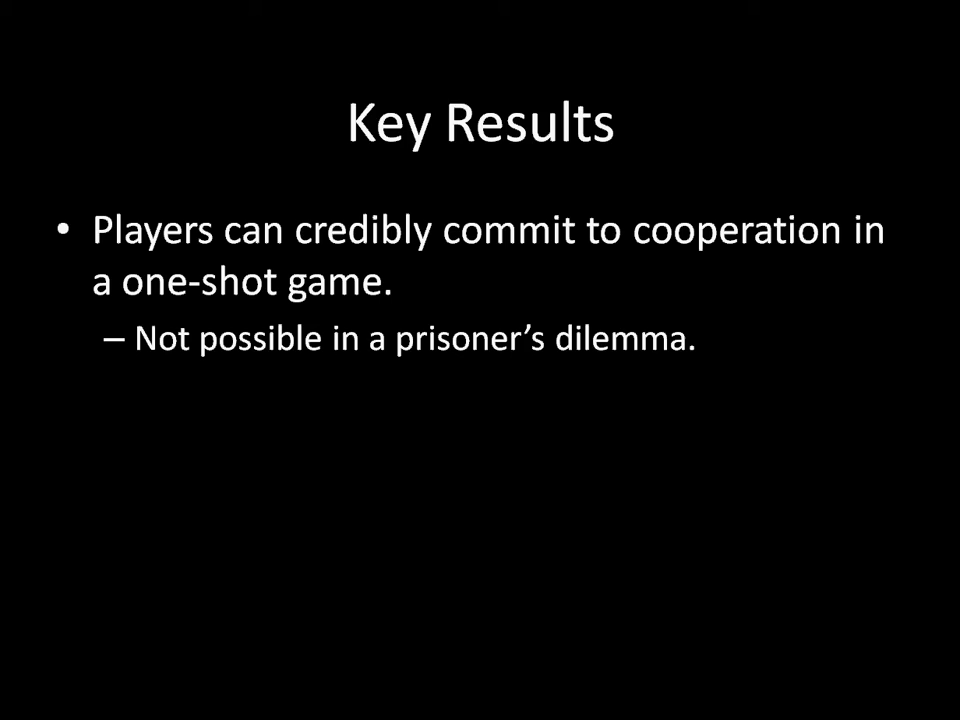 Key Results
• Players can credibly commit to cooperation in
a one-shot game.
– Not possible in a prisoner’s dilemma.